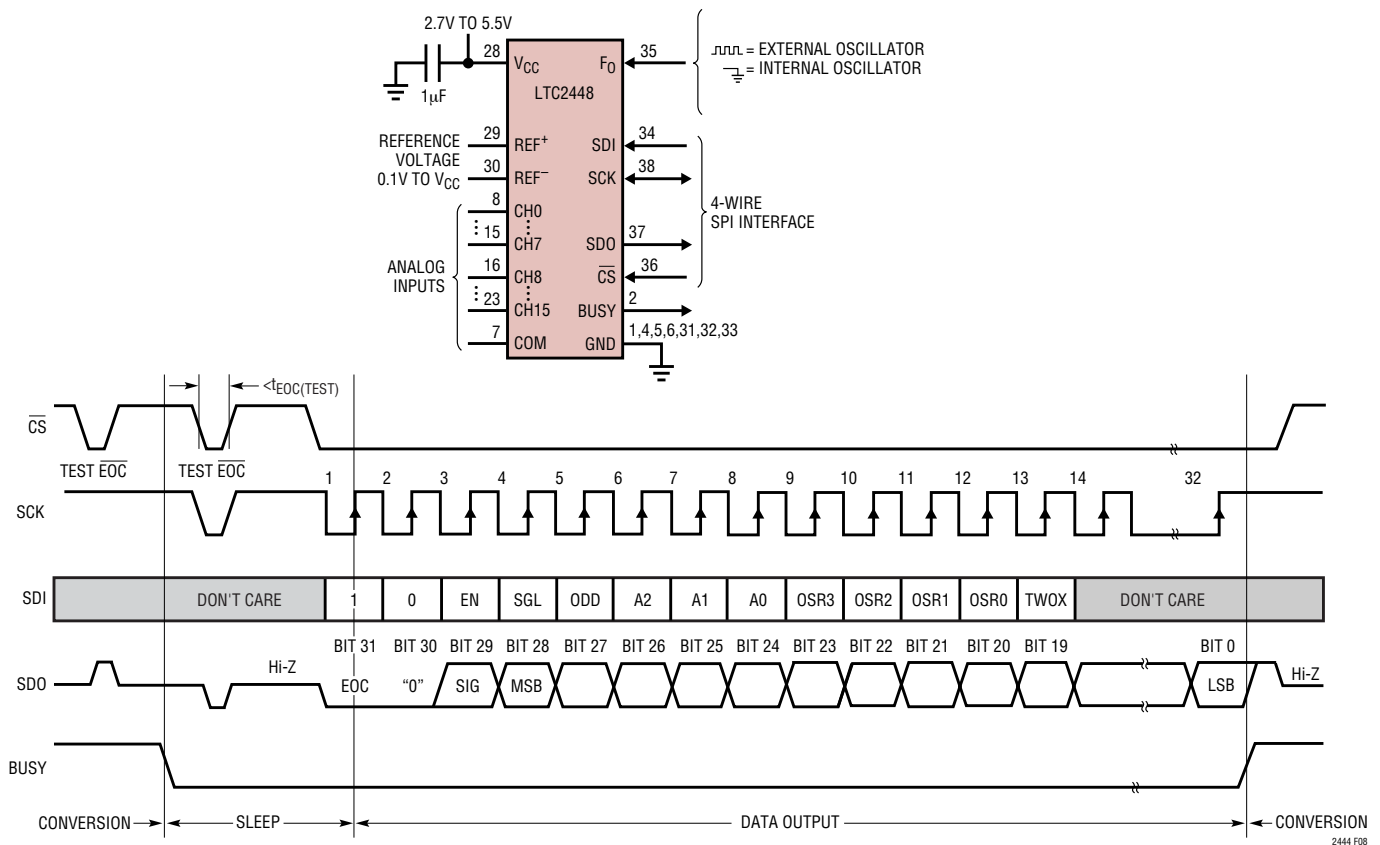 2.7V TO 5.5V
1µF
28 VCC
LTC2448
FO 35
= EXTERNAL OSCILLATOR
= INTERNAL OSCILLATOR
REFERENCE
VOLTAGE
0.1V TO VCC
29 REF+
30 REF–
SDI 34
SCK 38
4-WIRE
SPI INTERFACE
ANALOG
INPUTS
8 CH0
15 CH7
16 CH8
23 CH15
7 COM
SDO 37
CS 36
BUSY 2
GND 1,4,5,6,31,32,33
<tEOC(TEST)
CS
TEST EOC TEST EOC
1 2 3 4 5 6 7 8 9 10 11 12 13 14 32
SCK
SDI DON'T CARE 1 0 EN SGL ODD A2 A1 A0 OSR3 OSR2 OSR1 OSR0 TWOX DON'T CARE
BIT 31 BIT 30 BIT 29 BIT 28 BIT 27 BIT 26 BIT 25 BIT 24 BIT 23 BIT 22 BIT 21 BIT 20 BIT 19 BIT 0
SDO Hi-Z EOC “0” SIG MSB LSB Hi-Z
BUSY
CONVERSION SLEEP DATA OUTPUT CONVERSION
2444 F08